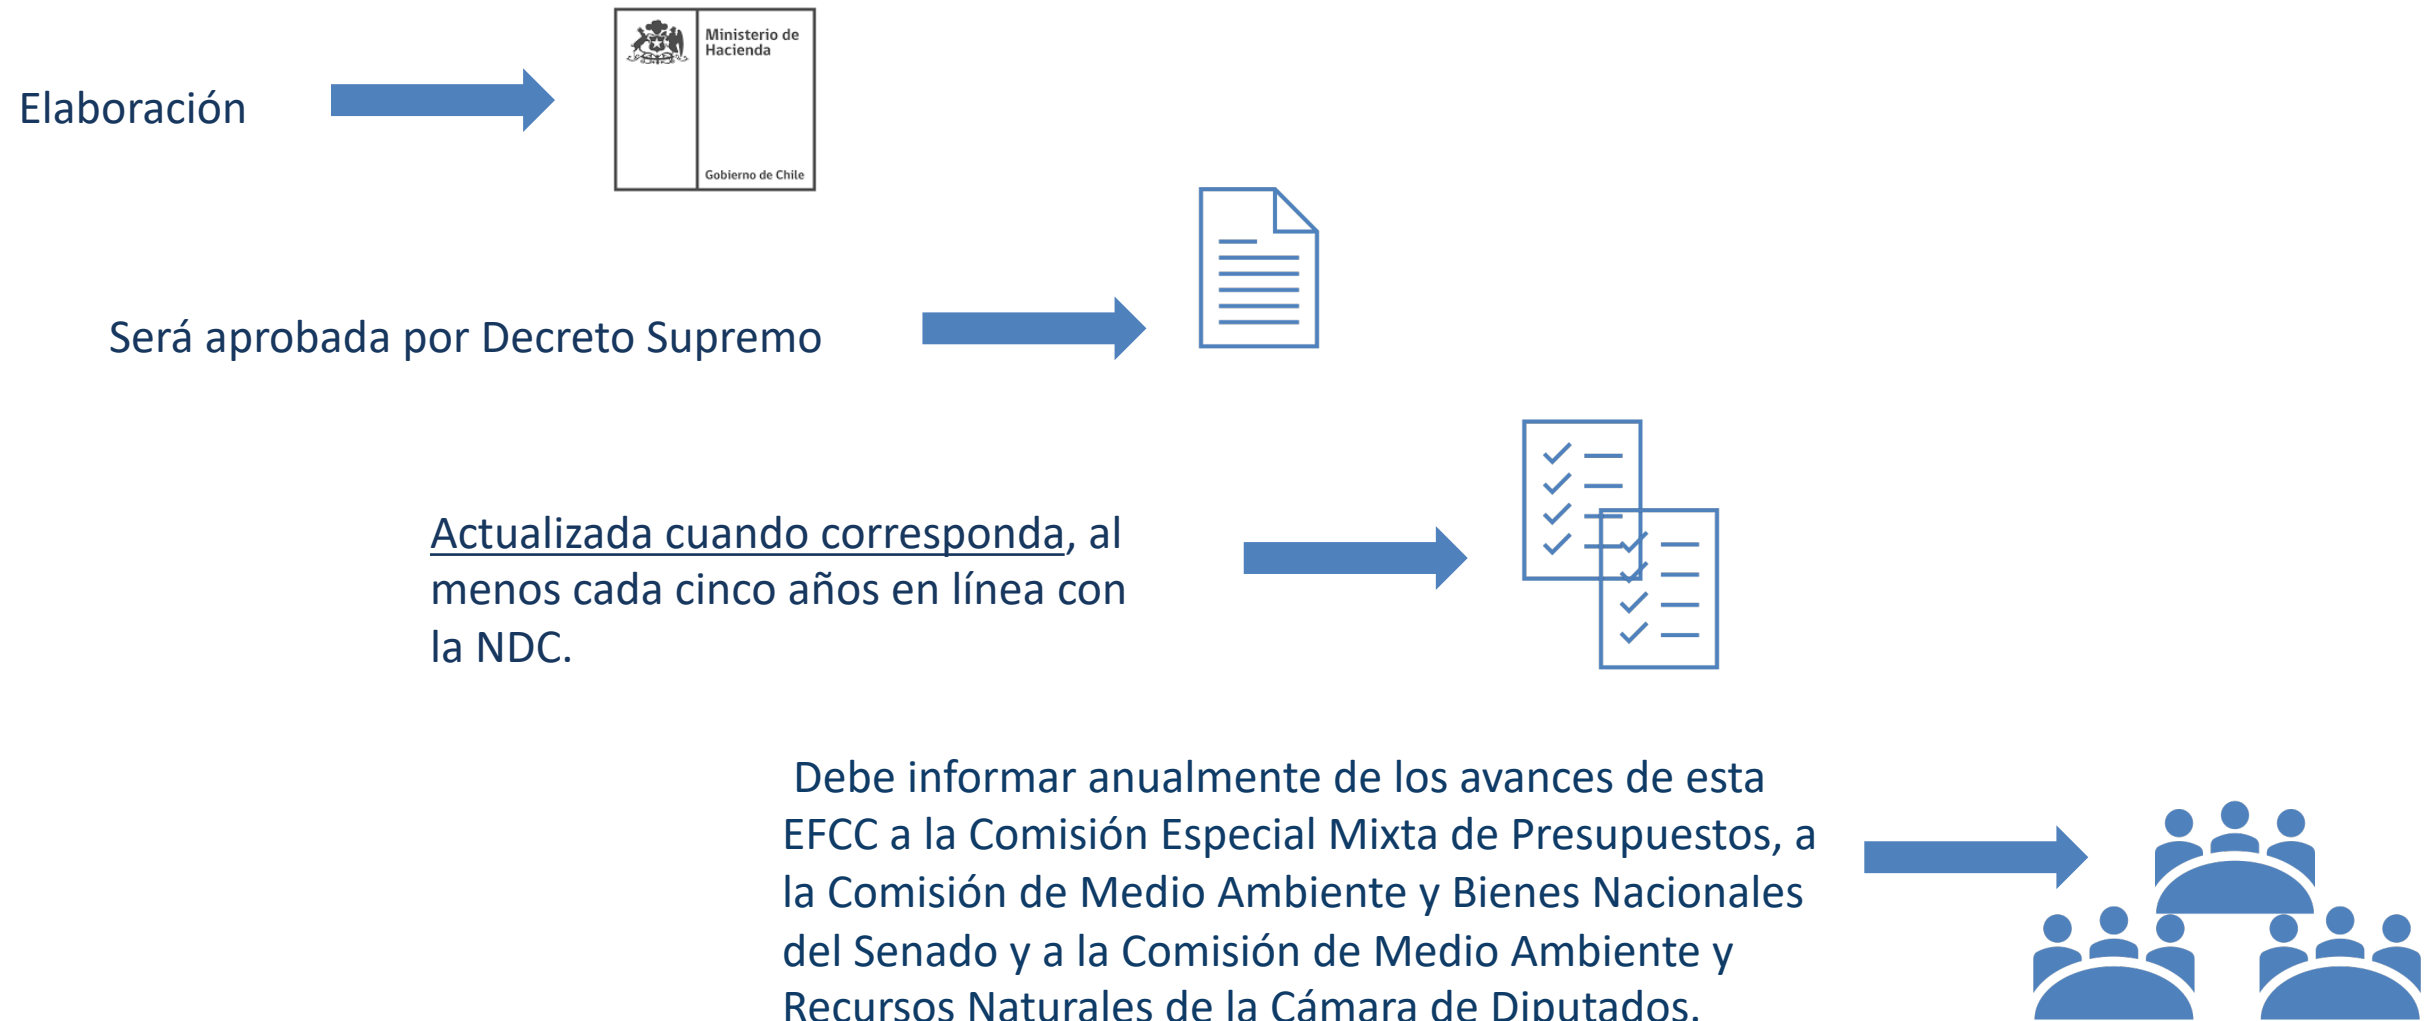 Ministerio de
Hacienda
Elaboración
Gobierno de Chile
Será aprobada por Decreto Supremo
Actualizada cuando corresponda, al
menos cada cinco años en línea con
la NDC.
Debe informar anualmente de los avances de esta
EFCC a la Comisión Especial Mixta de Presupuestos, a
la Comisión de Medio Ambiente y Bienes Nacionales
del Senado y a la Comisión de Medio Ambiente y
Recursos Naturales de la Cámara de Diputados.